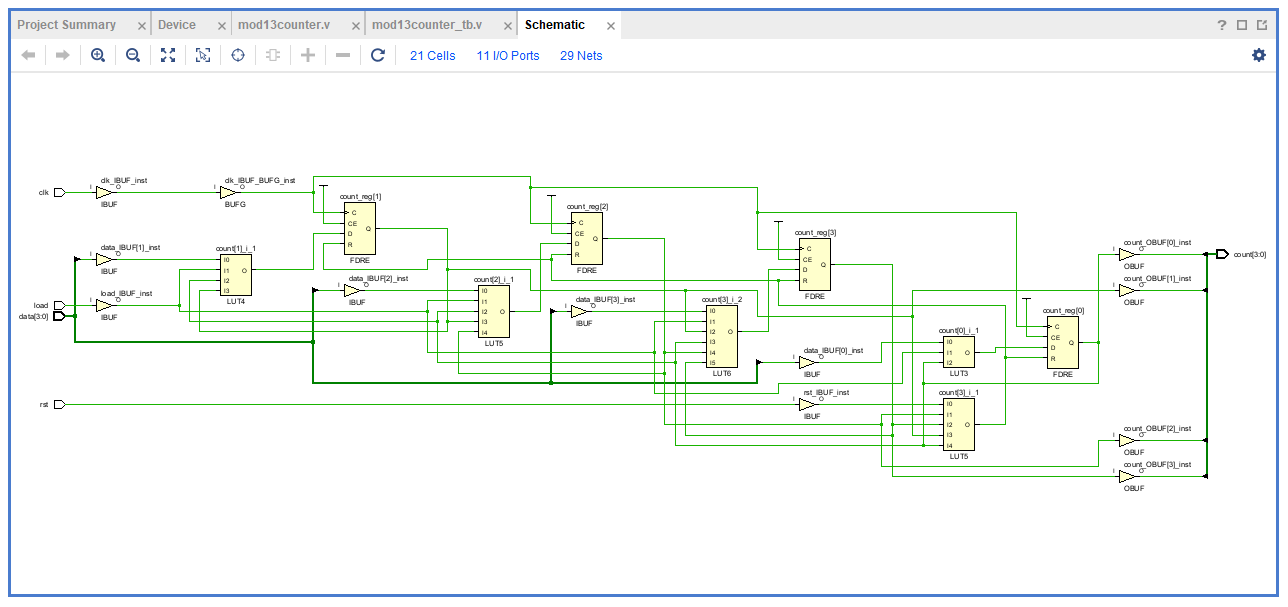 Project Summary × Device × mod13counter.v × mod13counter_tb.v × Schematic ×
21 Cells 11 I/O Ports 29 Nets
clk
clk_IBUF_inst
I O
IBUF
clk_IBUF_BUFG_inst
I O
BUFG
count_reg[1]
C
CE
D
R
Q
FDRE
count_reg[2]
C
CE
D
R
Q
FDRE
count_reg[3]
C
CE
D
R
Q
FDRE
data_IBUF[1]_inst
I O
IBUF
count[1]_i_1
I0
I1
I2
I3
O
LUT4
load
load_IBUF_inst
I O
IBUF
data[3:0]
data_IBUF[2]_inst
I O
IBUF
count[2]_i_1
I0
I1
I2
I3
I4
O
LUT5
data_IBUF[3]_inst
I O
IBUF
count[3]_i_2
I0
I1
I2
I3
I4
I5
O
LUT6
data_IBUF[0]_inst
I O
IBUF
count[0]_i_1
I0
I1
I2
O
LUT3
count_reg[0]
C
CE
D
R
Q
FDRE
rst
rst_IBUF_inst
I O
IBUF
count[3]_i_1
I0
I1
I2
I3
I4
O
LUT5
count_OBUF[0]_inst
I O
OBUF
count[3:0]
count_OBUF[1]_inst
I O
OBUF
count_OBUF[2]_inst
I O
OBUF
count_OBUF[3]_inst
I O
OBUF